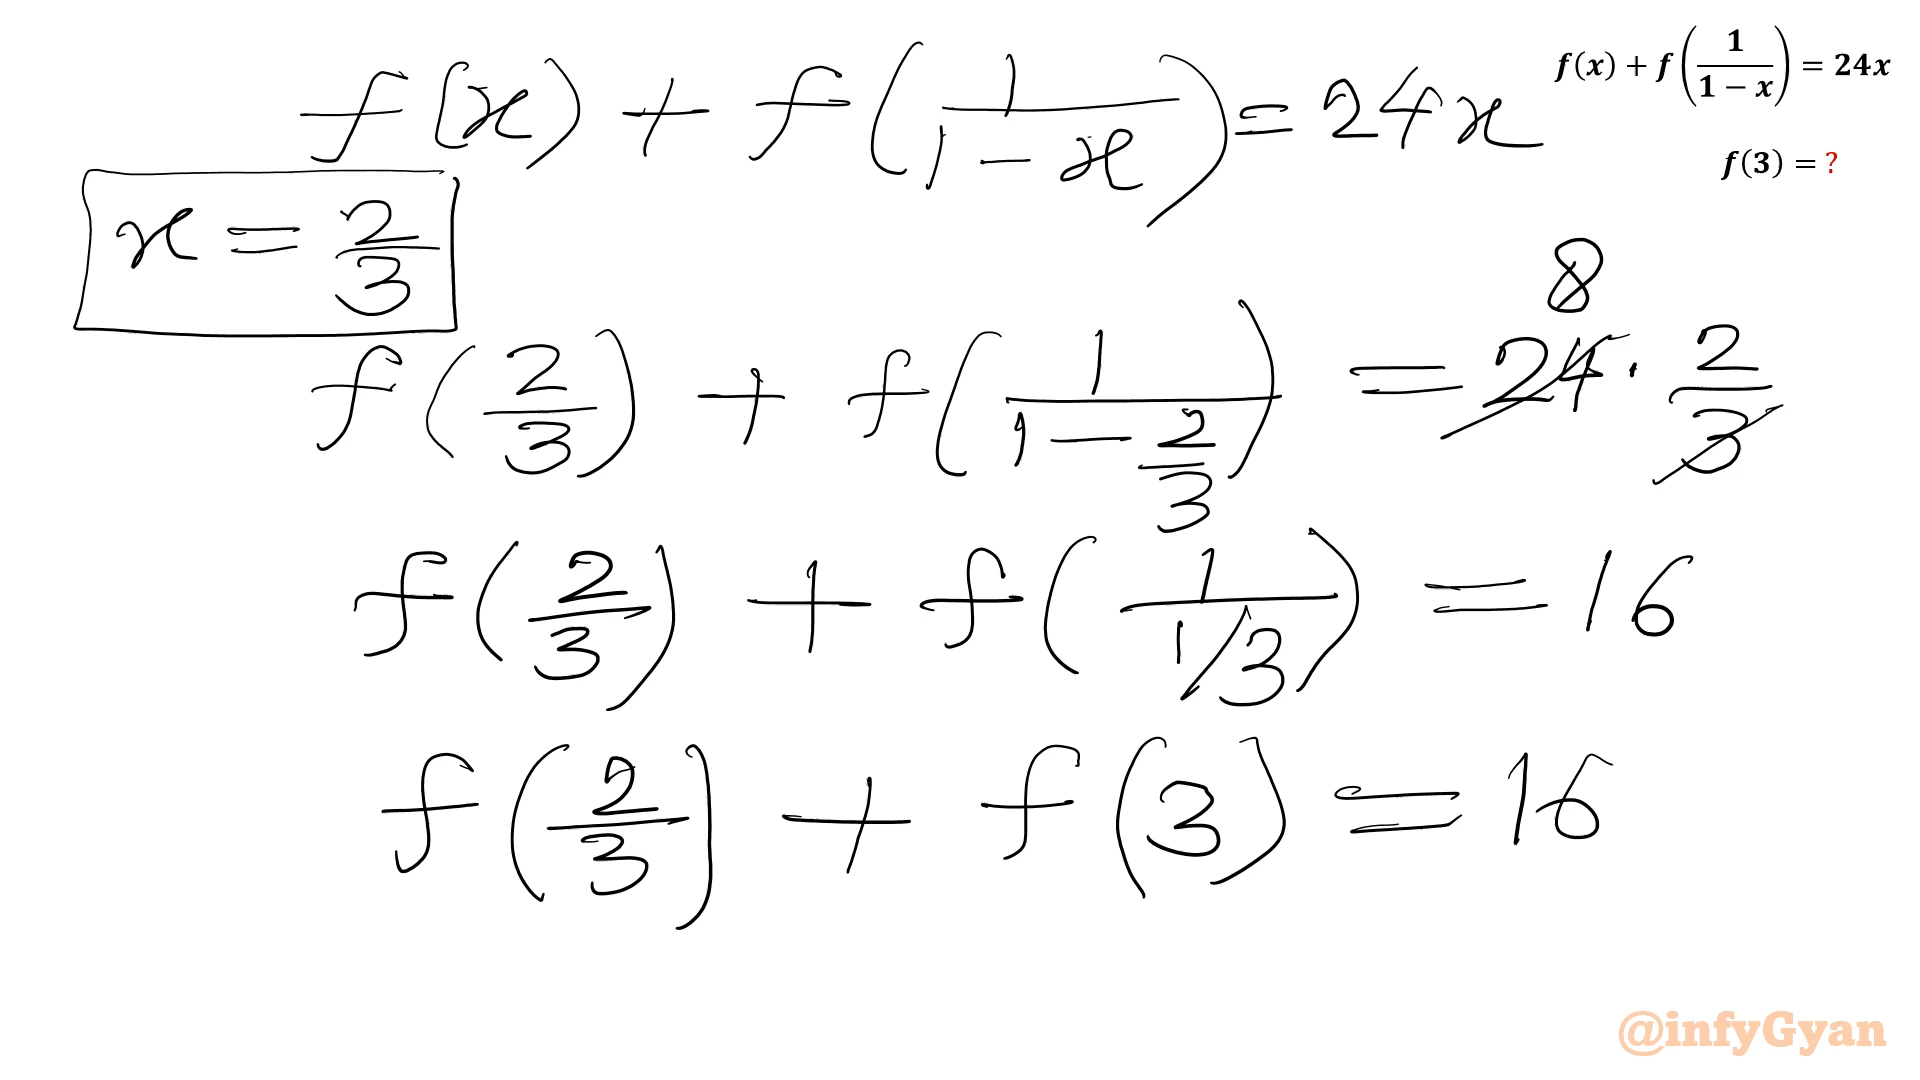 f(x) + f(1/(1 − x)) = 24x
f(x) + f(1/(1 − x)) = 24x
f(3) = ?
x = 2/3
8
f(2/3) + f(1/(1 − 2/3)) = 24 · 2/3
f(2/3) + f(1/(1/3)) = 16
f(2/3) + f(3) = 16
@infyGyan